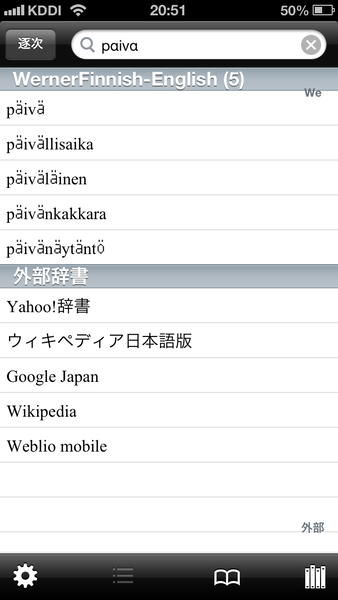 KDDI 20:51 50%
逐次 paiva
WernerFinnish-English (5)
We
päivä
päivällisaika
päiväläinen
päivänkakkara
päivänäytäntö
外部辞書
Yahoo!辞書
ウィキペディア日本語版
Google Japan
Wikipedia
Weblio mobile
外部